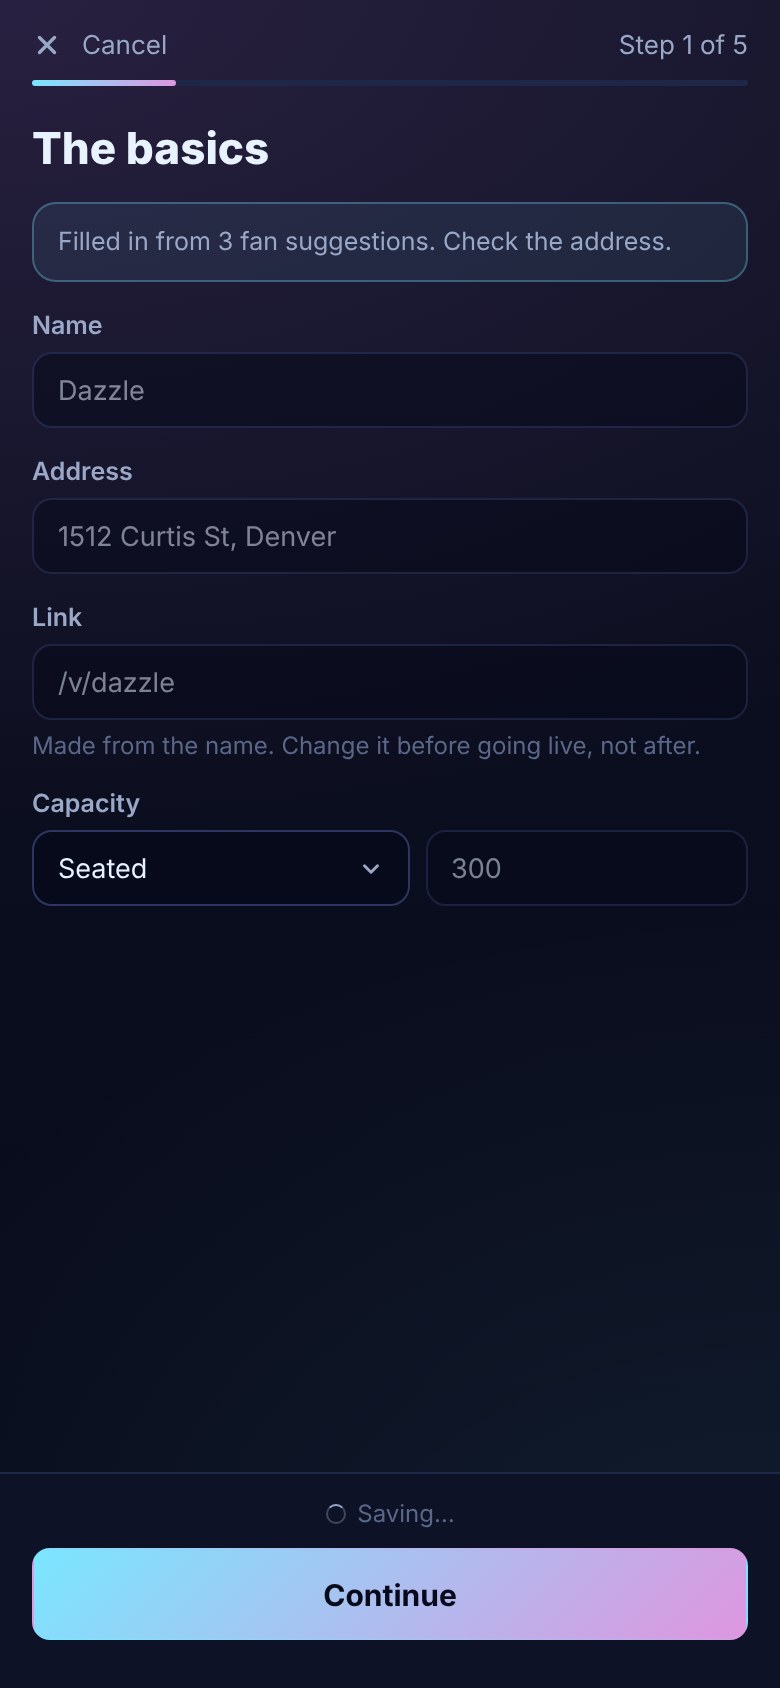 Cancel
Step 1 of 5
The basics
Filled in from 3 fan suggestions. Check the address.
Name
Dazzle
Address
1512 Curtis St, Denver
Link
/v/dazzle
Made from the name. Change it before going live, not after.
Capacity
Seated
300
Saving...
Continue